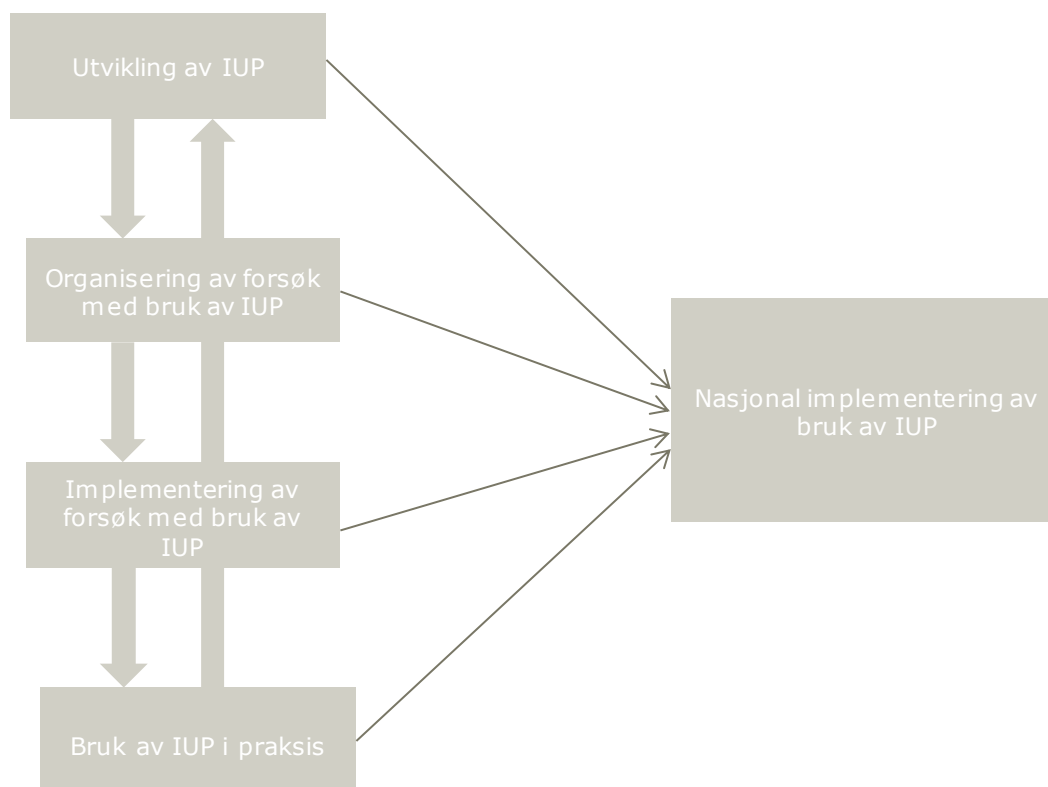 Utvikling av IUP
Organisering av forsøk
med bruk av IUP
Implementering av
forsøk med bruk av
IUP
Bruk av IUP i praksis
Nasjonal implementering av
bruk av IUP